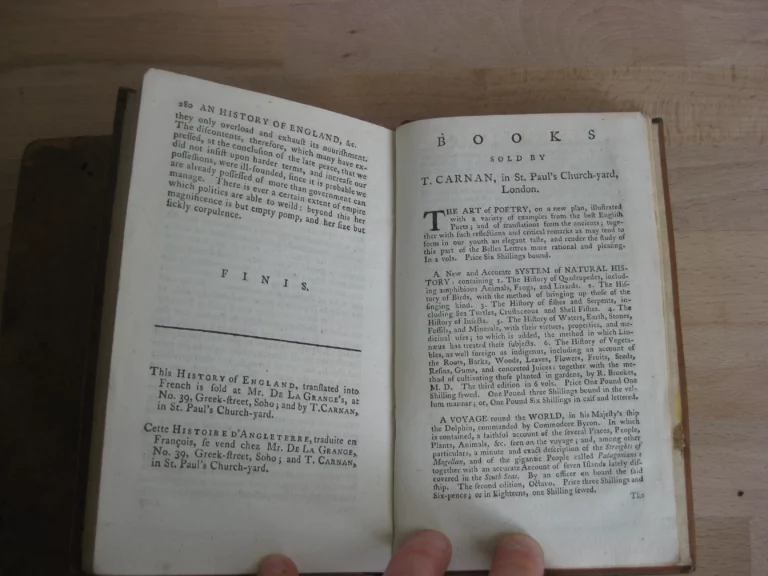 280 AN HISTORY OF ENGLAND, &c.
they only overload and exhaust its nourishment.
The discontents, therefore, which many have ex-
pressed, at the conclusion of the late peace, that we
did not insist upon harder terms, and increase our
possessions, were ill-founded, since it is probable we
are already possessed of more than government can
manage. There is ever a certain extent of empire
which politics are able to weild: beyond this her
magnificence is but empty pomp, and her size but
sickly corpulence.
F I N I S.
This HISTORY of ENGLAND, translated into
French is sold at Mr. DE LA GRANGE's, at
No. 39, Greek-street, Soho; and by T. CARNAN,
in St. Paul's Church-yard.
Cette HISTOIRE D'ANGLETERRE, traduite en
François, se vend chez Mr. DE LA GRANGE,
No. 39, Greek-street, Soho; and T. CARNAN,
in St. Paul's Church-yard.
B O O K S
SOLD BY
T. CARNAN, in St. Paul's Church-yard,
London.
THE ART of POETRY, on a new plan, illustrated
with a variety of examples from the best English
Poets; and of translations from the ancients; toge-
ther with such reflections and critical remarks as may tend to
form in our youth an elegant taste, and render the study of
this part of the Belles Lettres more rational and pleasing.
In 2 vols. Price Six Shillings bound.
A New and Accurate SYSTEM of NATURAL HIS-
TORY: containing 1. The History of Quadrupedes, includ-
ing amphibious Animals, Frogs, and Lizards. 2. The His-
tory of Birds, with the method of bringing up those of the
singing kind. 3. The History of Fishes and Serpents, in-
cluding Sea Turtles, Crustaceous and Shell Fishes. 4. The
History of Insects. 5. The History of Waters, Earth, Stones,
Fossils, and Minerals, with their virtues, properties, and me-
dicinal uses; to which is added, the method in which Lin-
næus has treated these subjects. 6. The History of Vegeta-
bles, as well foreign as indigenous, including an account of
the Roots, Barks, Woods, Leaves, Flowers, Fruits, Seeds,
Resins, Gums, and concreted Juices: together with the me-
thod of cultivating those planted in gardens, by R. Brookes,
M. D. The third edition in 6 vols. Price One Pound One
Shilling sewed. One Pound three Shillings bound in the vel-
lum manner; or, One Pound Six Shillings in calf and lettered.
A VOYAGE round the WORLD, in his Majesty's ship
the Dolphin, commanded by Commodore Byron. In which
is contained, a faithful account of the several Places, People,
Plants, Animals, &c. seen on the voyage; and, among other
particulars, a minute and exact description of the Streights of
Magellan, and of the gigantic People called Patagonians;
together with an accurate Account of seven Islands lately dis-
covered in the South Seas. By an officer on board the said
ship. The second edition, Octavo. Price three Shillings and
Six-pence; or in Eighteens, one Shilling sewed.